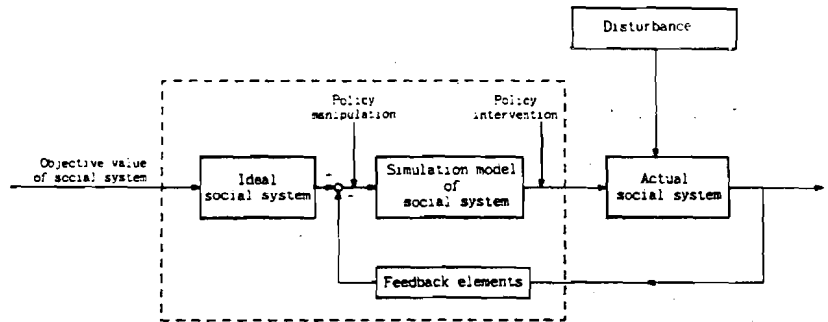 Disturbance
Policy
manipulation
Policy
intervention
Objective value
of social system
Ideal
social system
Simulation model
of
social system
Actual
social system
Feedback elements